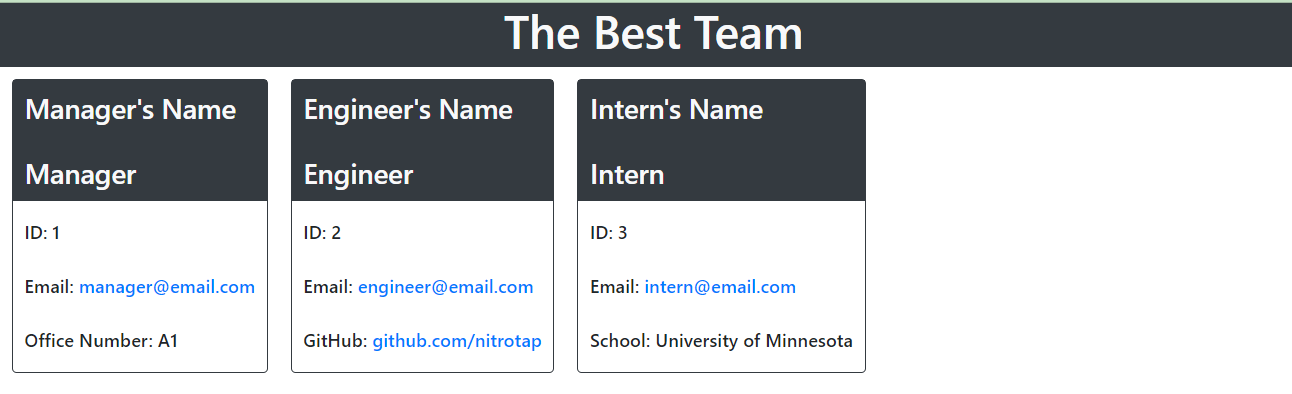 The Best Team
Manager's Name
Manager
ID: 1
Email: manager@email.com
Office Number: A1
Engineer's Name
Engineer
ID: 2
Email: engineer@email.com
GitHub: github.com/nitrotap
Intern's Name
Intern
ID: 3
Email: intern@email.com
School: University of Minnesota